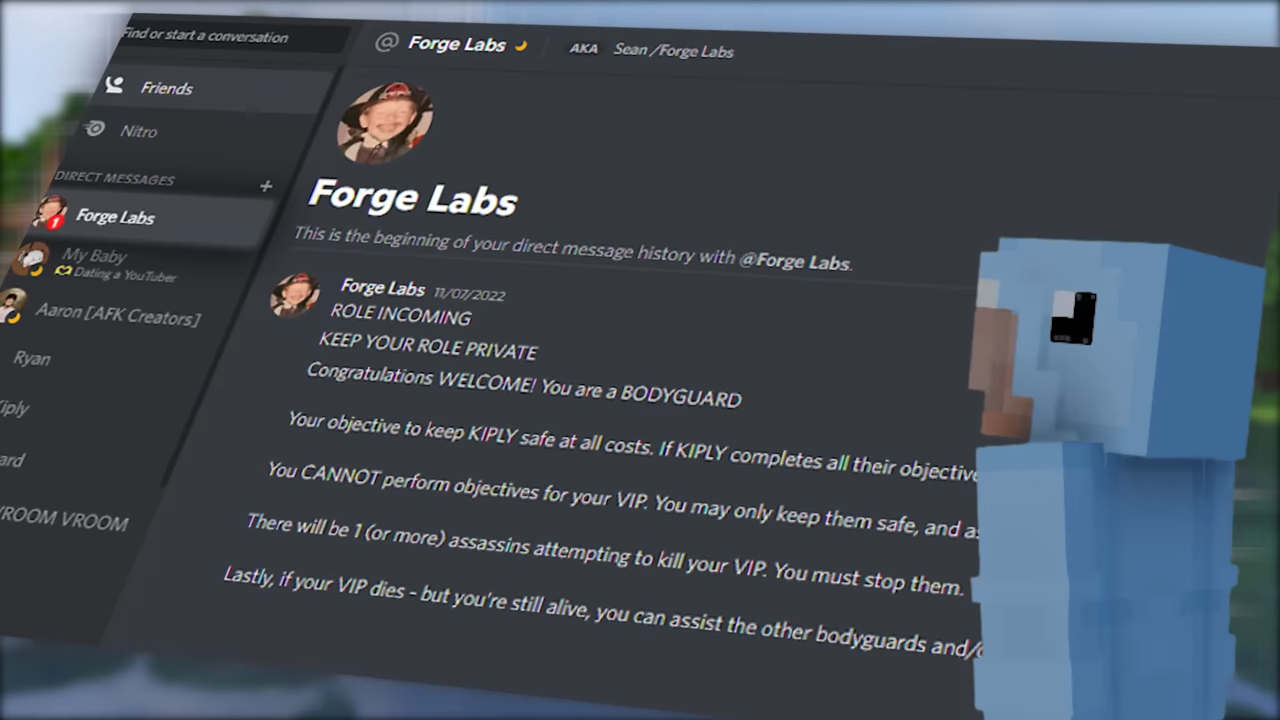 Find or start a conversation
Forge Labs
AKA Sean /Forge Labs
Friends
Nitro
DIRECT MESSAGES
Forge Labs
1
My Baby
Dating a YouTuber
Aaron [AFK Creators]
Ryan
iply
ard
VROOM VROOM
Forge Labs
This is the beginning of your direct message history with @Forge Labs.
Forge Labs 11/07/2022
ROLE INCOMING
KEEP YOUR ROLE PRIVATE
Congratulations WELCOME! You are a BODYGUARD
Your objective to keep KIPLY safe at all costs. If KIPLY completes all their objective
You CANNOT perform objectives for your VIP. You may only keep them safe, and as
There will be 1 (or more) assassins attempting to kill your VIP. You must stop them.
Lastly, if your VIP dies - but you're still alive, you can assist the other bodyguards and/